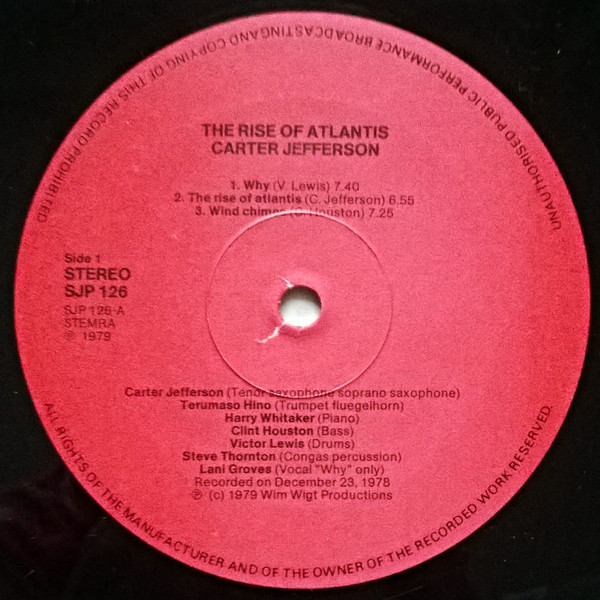 UNAUTHORISED PUBLIC PERFORMANCE BROADCASTING AND COPYING OF THIS RECORD PROHIBITED
THE RISE OF ATLANTIS
CARTER JEFFERSON
1. Why (V. Lewis) 7.40
2. The rise of atlantis (C. Jefferson) 6.55
3. Wind chimes (C. Houston) 7.25
Side 1
STEREO
SJP 126
SJP 126-A
STEMRA
℗ 1979
Carter Jefferson (Tenor saxophone soprano saxophone)
Terumaso Hino (Trumpet fluegelhorn)
Harry Whitaker (Piano)
Clint Houston (Bass)
Victor Lewis (Drums)
Steve Thornton (Congas percussion)
Lani Groves (Vocal "Why" only)
Recorded on December 23, 1978
℗ (c) 1979 Wim Wigt Productions
ALL RIGHTS OF THE MANUFACTURER AND OF THE OWNER OF THE RECORDED WORK RESERVED.